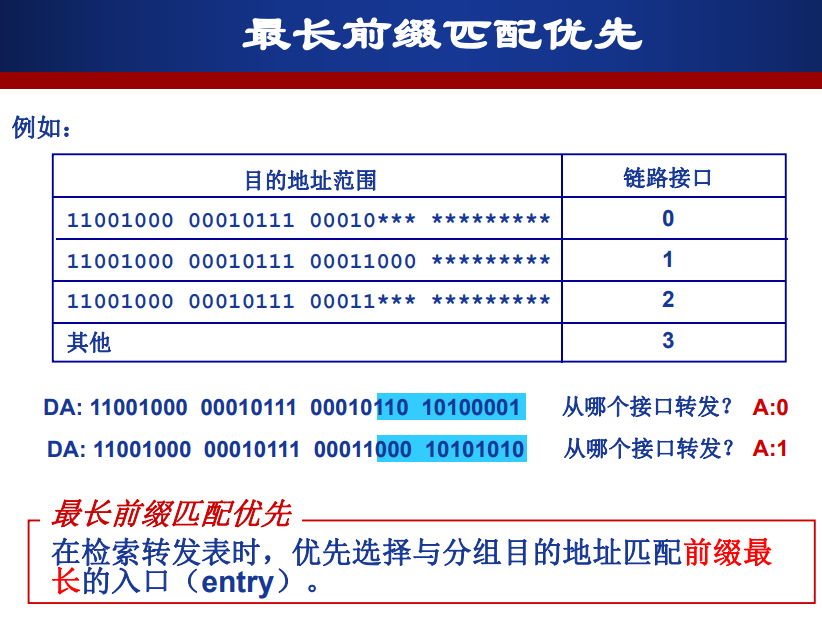 最长前缀匹配优先
例如：
目的地址范围 链路接口
11001000 00010111 00010*** ********* 0
11001000 00010111 00011000 ********* 1
11001000 00010111 00011*** ********* 2
其他 3
DA: 11001000 00010111 00010110 10100001 从哪个接口转发？ A:0
DA: 11001000 00010111 00011000 10101010 从哪个接口转发？ A:1
最长前缀匹配优先
在检索转发表时，优先选择与分组目的地址匹配前缀最
长的入口（entry）。